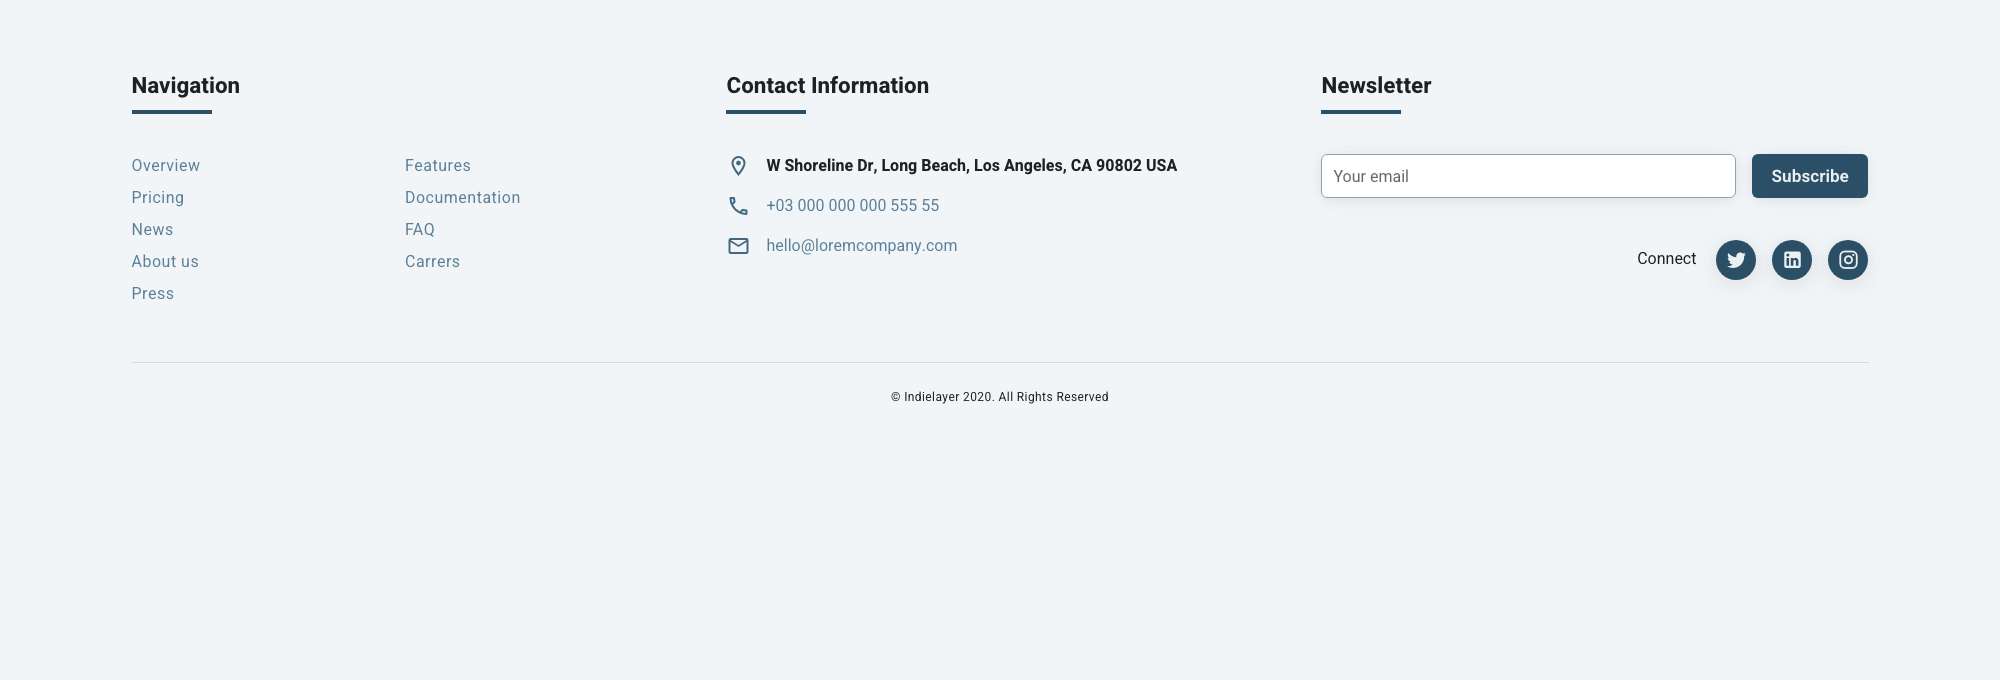 Navigation
Overview
Pricing
News
About us
Press
Features
Documentation
FAQ
Carrers
Contact Information
W Shoreline Dr, Long Beach, Los Angeles, CA 90802 USA
+03 000 000 000 555 55
hello@loremcompany.com
Newsletter
Your email
Subscribe
Connect
© Indielayer 2020. All Rights Reserved